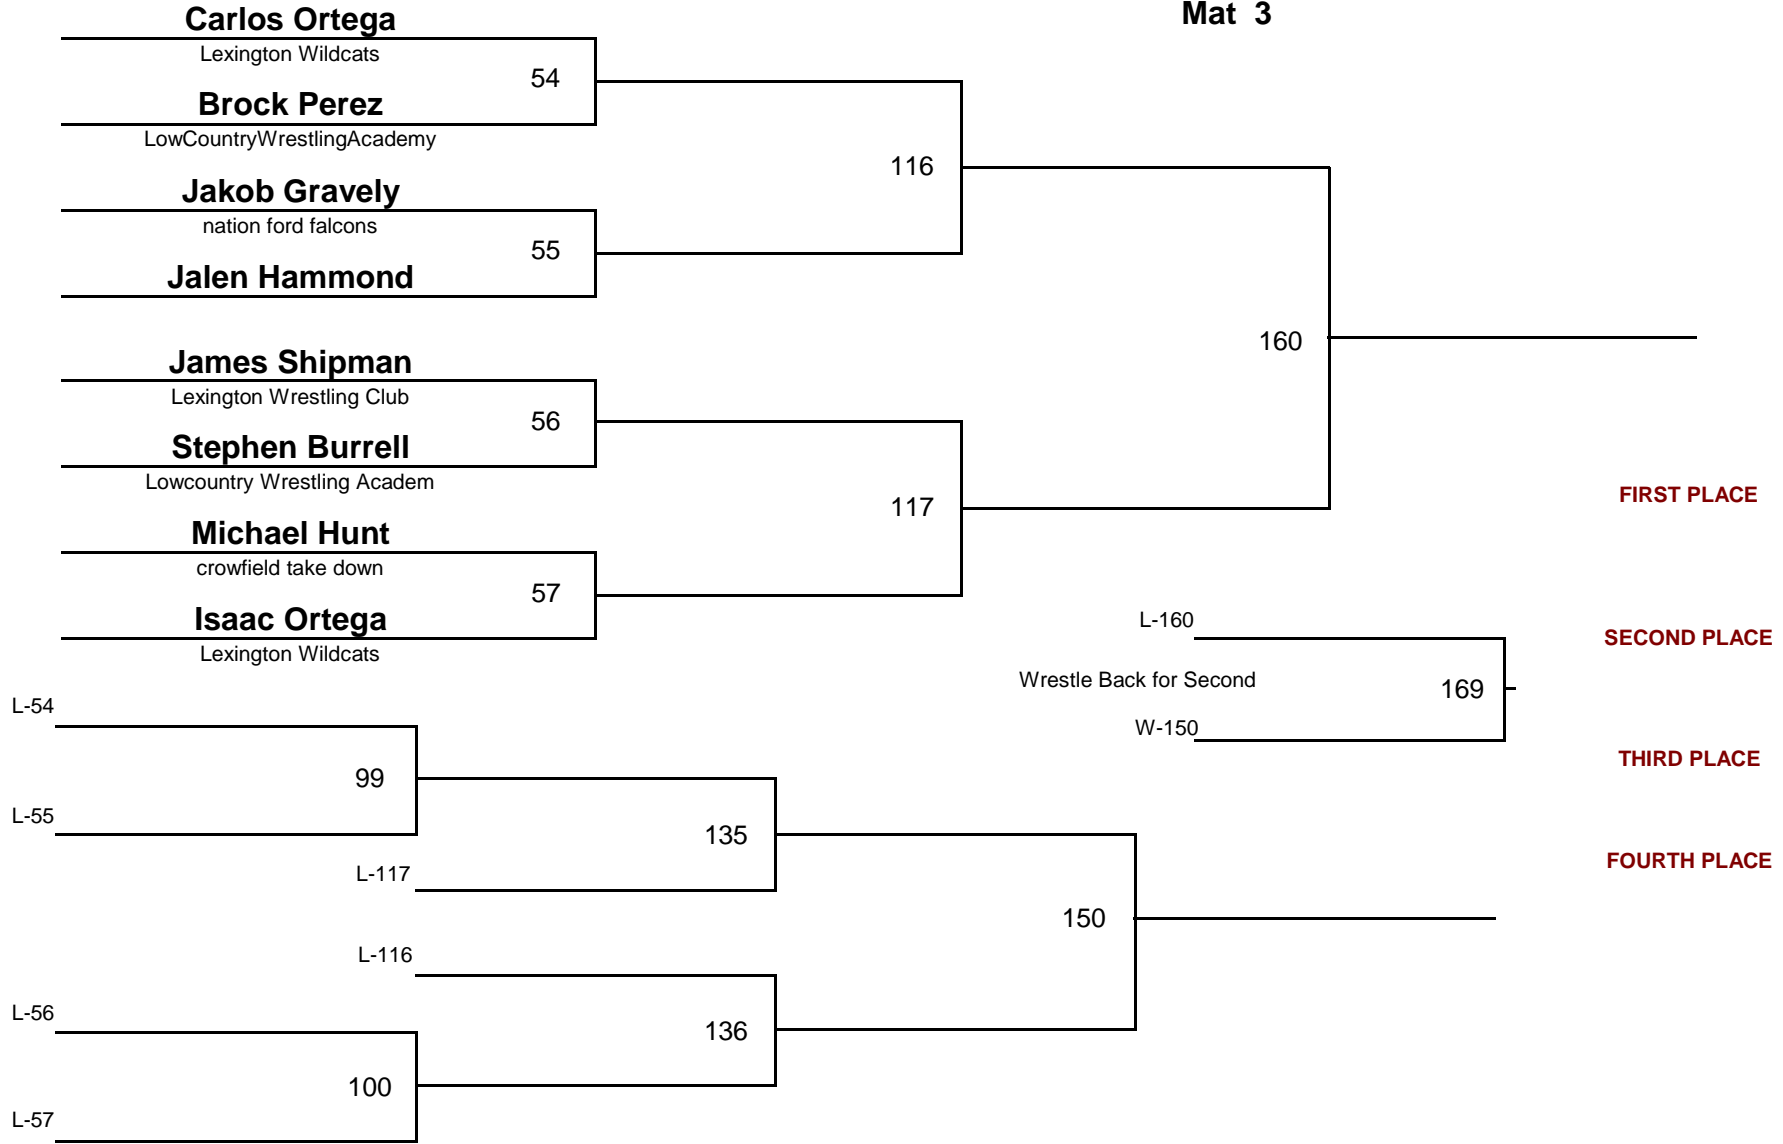 Mat 3
Carlos Ortega
Lexington Wildcats
54
Brock Perez
LowCountryWrestlingAcademy
116
Jakob Gravely
nation ford falcons
55
Jalen Hammond
160
James Shipman
Lexington Wrestling Club
56
Stephen Burrell
Lowcountry Wrestling Academ
117
FIRST PLACE
Michael Hunt
crowfield take down
57
Isaac Ortega
Lexington Wildcats
L-160
SECOND PLACE
Wrestle Back for Second
169
W-150
THIRD PLACE
FOURTH PLACE
L-54
99
L-55
135
L-117
150
L-116
L-56
136
100
L-57